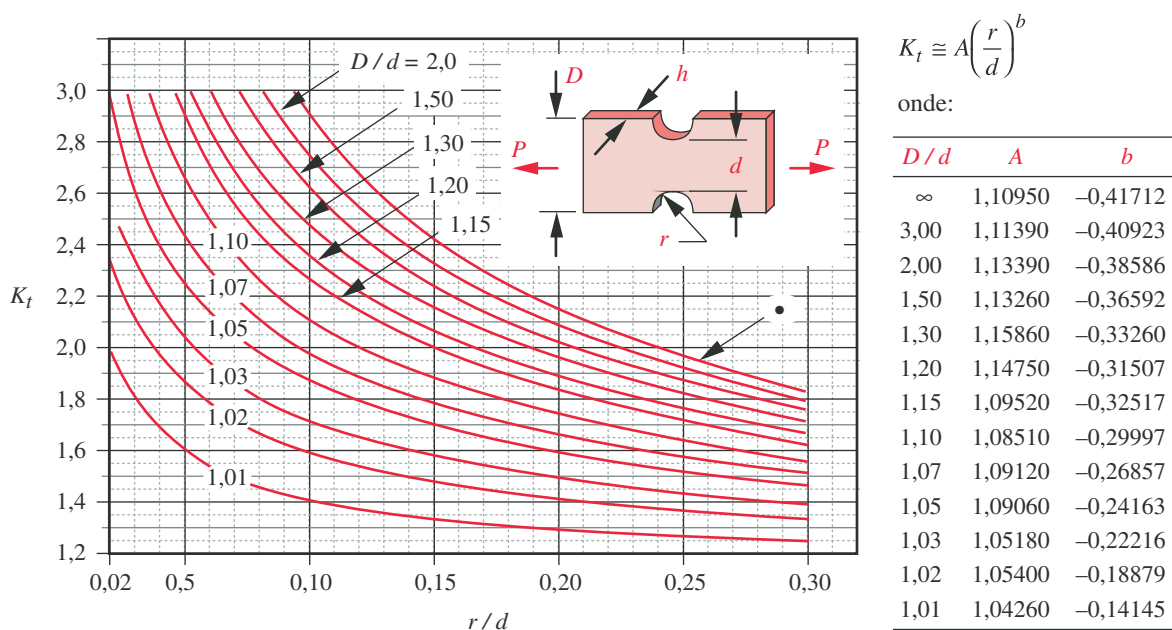 D / d = 2,0
1,50
1,30
1,20
1,15
1,10
1,07
1,05
1,03
1,02
1,01
D
h
P
P
d
r
K_t
3,0
2,8
2,6
2,4
2,2
2,0
1,8
1,6
1,4
1,2
0,02 0,5 0,10 0,15 0,20 0,25 0,30
r / d
K_t ≅ A(r/d)^b
onde:
D / d A b
∞ 1,10950 –0,41712
3,00 1,11390 –0,40923
2,00 1,13390 –0,38586
1,50 1,13260 –0,36592
1,30 1,15860 –0,33260
1,20 1,14750 –0,31507
1,15 1,09520 –0,32517
1,10 1,08510 –0,29997
1,07 1,09120 –0,26857
1,05 1,09060 –0,24163
1,03 1,05180 –0,22216
1,02 1,05400 –0,18879
1,01 1,04260 –0,14145